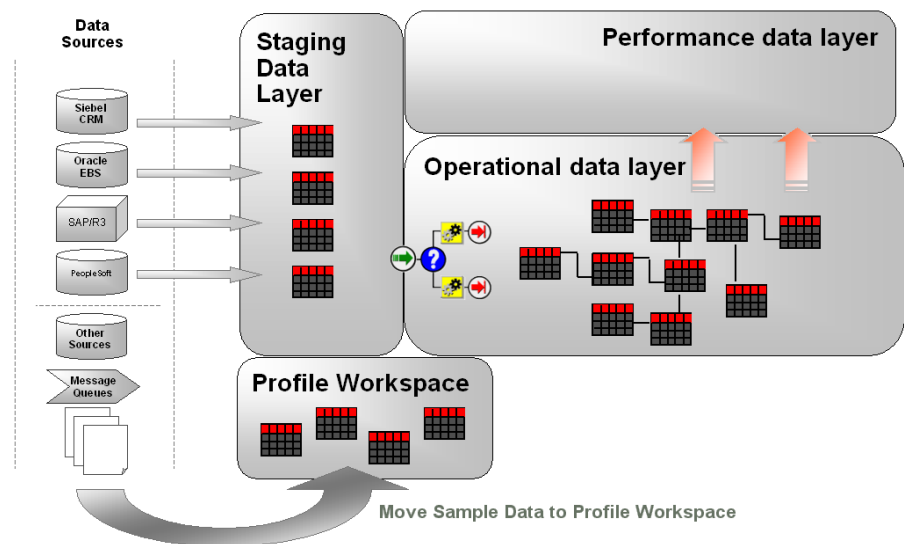 Data
Sources
Siebel
CRM
Oracle
EBS
SAP/R3
PeopleSoft
Other
Sources
Message
Queues
Staging
Data
Layer
Performance data layer
Operational data layer
?
Profile Workspace
Move Sample Data to Profile Workspace